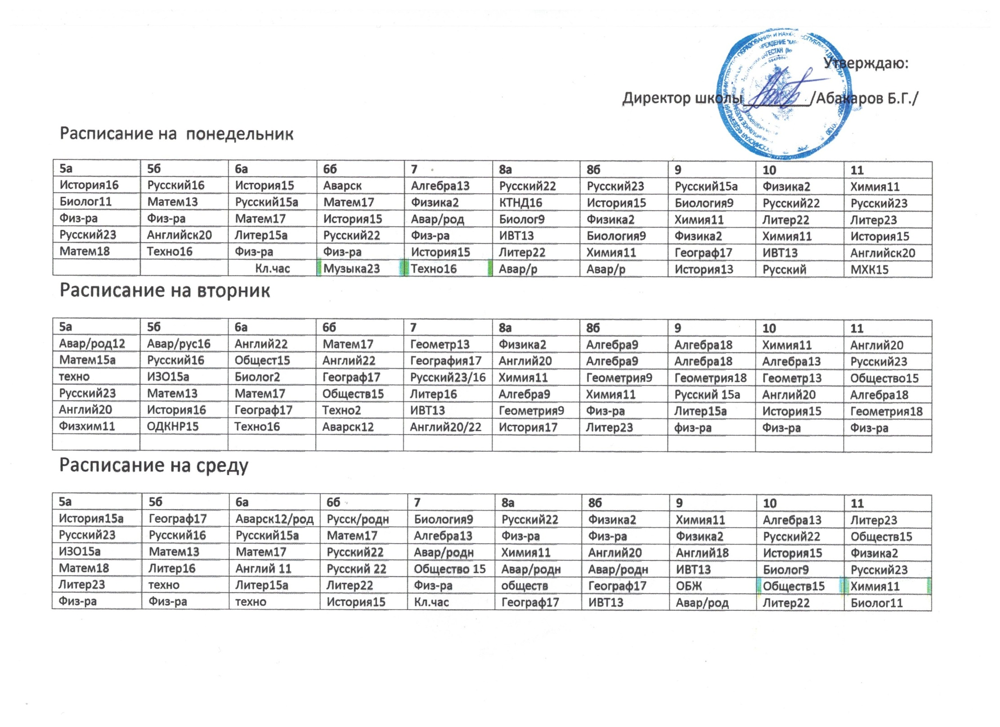 Утверждаю:
Директор школы__________/Абакаров Б.Г./
Расписание на понедельник
5а 5б 6а 6б 7 8а 8б 9 10 11
История16 Русский16 История15 Аварск Алгебра13 Русский22 Русский23 Русский15а Физика2 Химия11
Биолог11 Матем13 Русский15а Матем17 Физика2 КТНД16 История15 Биология9 Русский22 Русский23
Физ-ра Физ-ра Матем17 История15 Авар/род Биолог9 Физика2 Химия11 Литер22 Литер23
Русский23 Английск20 Литер15а Русский22 Физ-ра ИВТ13 Биология9 Физика2 Химия11 История15
Матем18 Техно16 Физ-ра Физ-ра История15 Литер22 Химия11 Географ17 ИВТ13 Английск20
Кл.час Музыка23 Техно16 Авар/р Авар/р История13 Русский МХК15
Расписание на вторник
5а 5б 6а 6б 7 8а 8б 9 10 11
Авар/род12 Авар/рус16 Англий22 Матем17 Геометр13 Физика2 Алгебра9 Алгебра18 Химия11 Англий20
Матем15а Русский16 Общест15 Англий22 География17 Англий20 Алгебра9 Алгебра18 Алгебра13 Русский23
техно ИЗО15а Биолог2 Географ17 Русский23/16 Химия11 Геометрия9 Геометрия18 Геометр13 Общество15
Русский23 Матем13 Матем17 Обществ15 Литер16 Алгебра9 Химия11 Русский 15а Англий20 Алгебра18
Англий20 История16 Географ17 Техно2 ИВТ13 Геометрия9 Физ-ра Литер15а История15 Геометрия18
Физхим11 ОДКНР15 Техно16 Аварск12 Англий20/22 История17 Литер23 физ-ра Физ-ра Физ-ра
Расписание на среду
5а 5б 6а 6б 7 8а 8б 9 10 11
История15а Географ17 Аварск12/род Русск/родн Биология9 Русский22 Физика2 Химия11 Алгебра13 Литер23
Русский23 Русский16 Русский15а Матем17 Алгебра13 Физ-ра Физ-ра Физика2 Русский22 Обществ15
ИЗО15а Матем13 Матем17 Русский22 Авар/родн Химия11 Англий20 Англий18 История15 Физика2
Матем18 Литер16 Англий 11 Русский 22 Общество 15 Авар/родн Авар/родн ИВТ13 Биолог9 Русский23
Литер23 техно Литер15а Литер22 Физ-ра обществ Географ17 ОБЖ Обществ15 Химия11
Физ-ра Физ-ра техно История15 Кл.час Географ17 ИВТ13 Авар/род Литер22 Биолог11